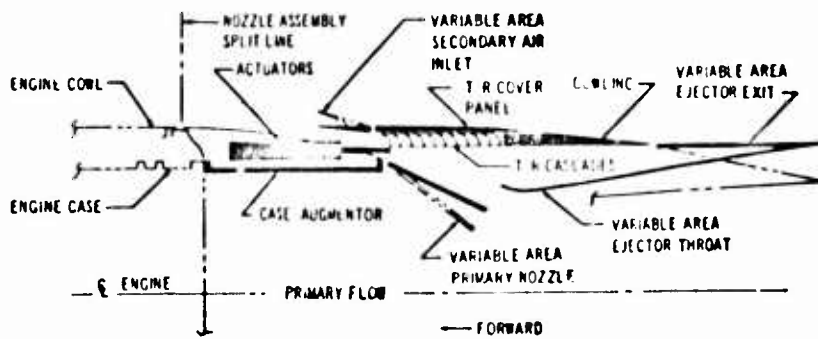 NOZZLE ASSEMBLY
SPLIT LINE
ACTUATORS
VARIABLE AREA
SECONDARY AIR
INLET
T R COVER
PANEL
VARIABLE AREA
EJECTOR EXIT
ENGINE COWL
T R CASCADES
ENGINE CASE
CASE AUGMENTOR
VARIABLE AREA
PRIMARY NOZZLE
VARIABLE AREA
EJECTOR THROAT
℄ ENGINE
PRIMARY FLOW
FORWARD